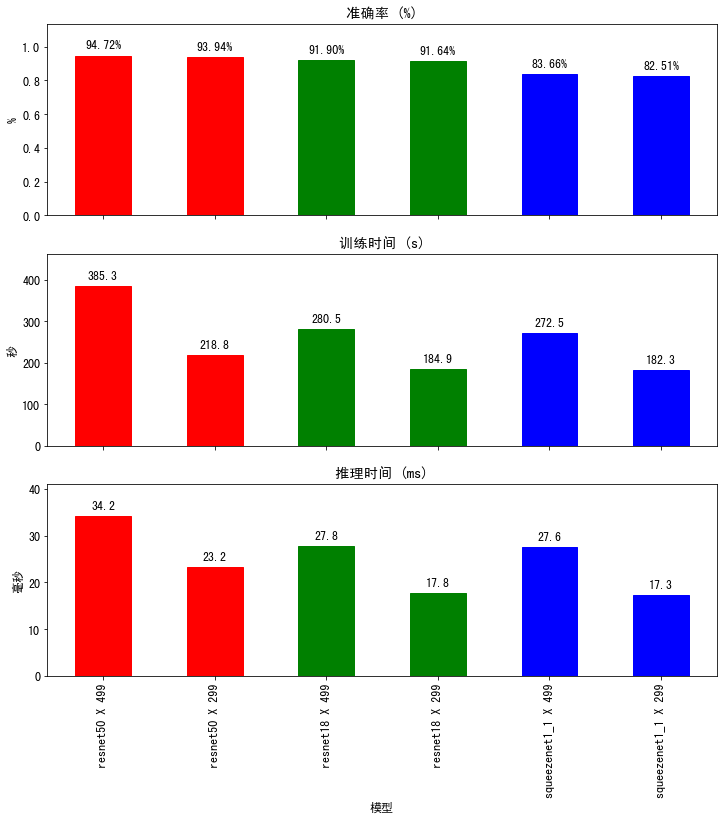 准确率 (%)
1.0
0.8
0.6
0.4
0.2
0.0
%
94.72%
93.94%
91.90%
91.64%
83.66%
82.51%
训练时间 (s)
400
300
200
100
0
秒
385.3
218.8
280.5
184.9
272.5
182.3
推理时间 (ms)
40
30
20
10
0
毫秒
34.2
23.2
27.8
17.8
27.6
17.3
resnet50 X 499
resnet50 X 299
resnet18 X 499
resnet18 X 299
squeezenet1_1 X 499
squeezenet1_1 X 299
模型